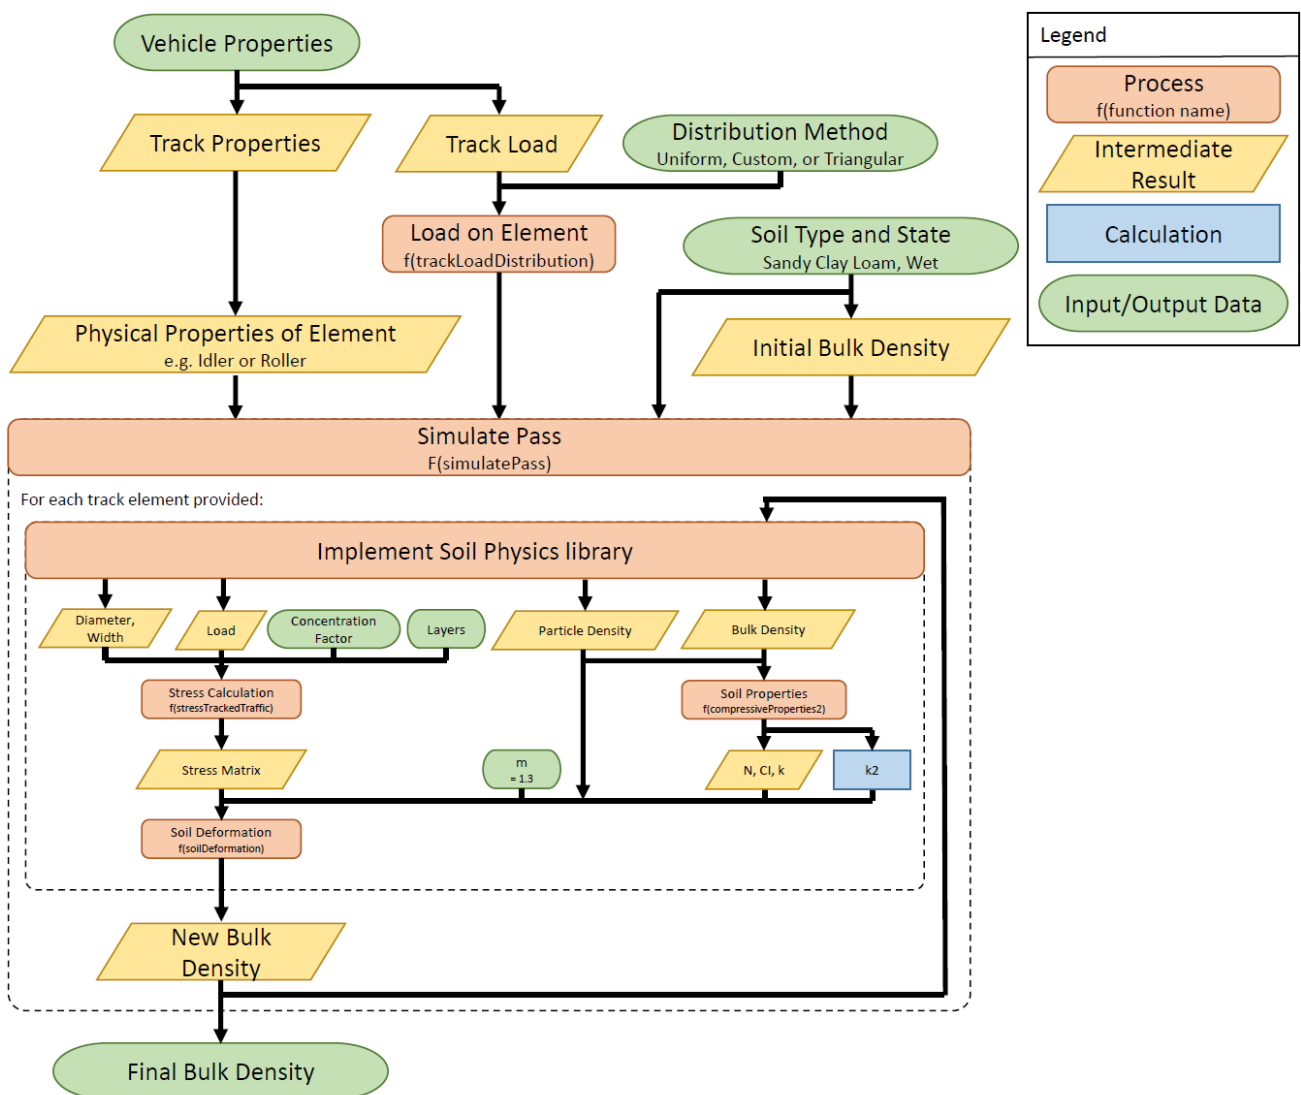 Vehicle Properties
Legend
Process
f(function name)
Intermediate
Result
Calculation
Input/Output Data
Track Properties
Track Load
Distribution Method
Uniform, Custom, or Triangular
Load on Element
f(trackLoadDistribution)
Soil Type and State
Sandy Clay Loam, Wet
Physical Properties of Element
e.g. Idler or Roller
Initial Bulk Density
Simulate Pass
F(simulatePass)
For each track element provided:
Implement Soil Physics library
Diameter,
Width
Load
Concentration
Factor
Layers
Particle Density
Bulk Density
Stress Calculation
f(stressTrackedTraffic)
Soil Properties
f(compressiveProperties2)
Stress Matrix
m
= 1.3
N, CI, k
k2
Soil Deformation
f(soilDeformation)
New Bulk
Density
Final Bulk Density